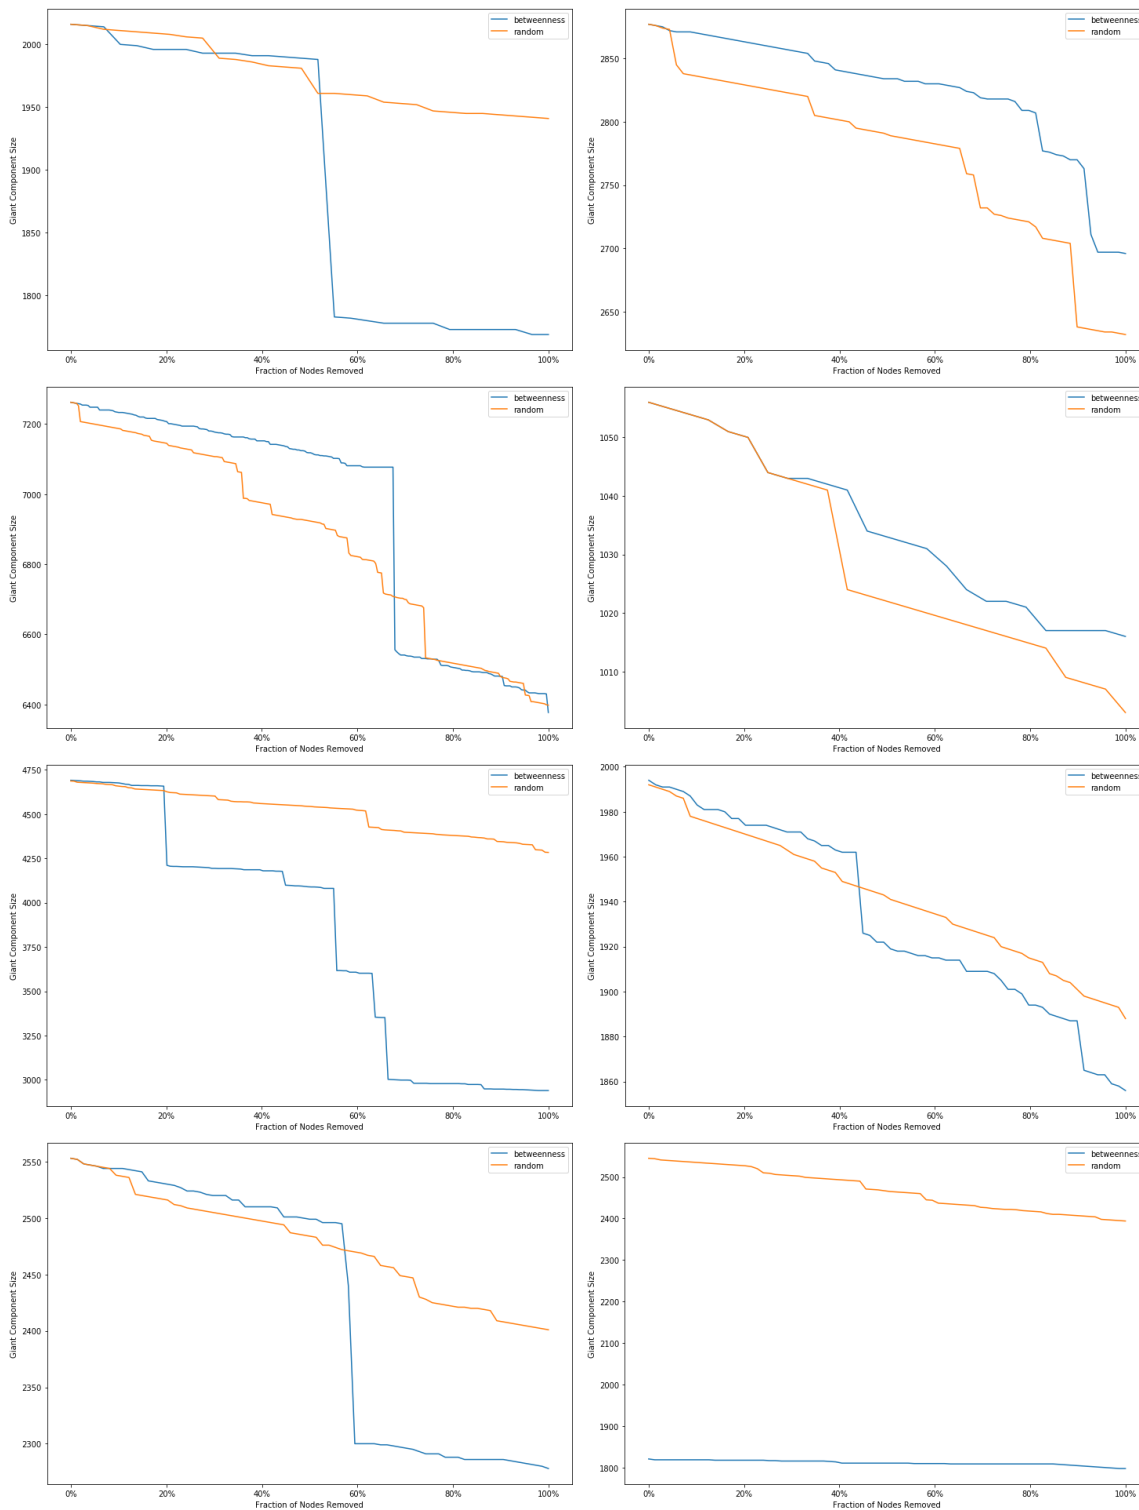 betweenness
random
Giant Component Size
2000
1950
1900
1850
1800
0% 20% 40% 60% 80% 100%
Fraction of Nodes Removed
betweenness
random
Giant Component Size
2850
2800
2750
2700
2650
0% 20% 40% 60% 80% 100%
Fraction of Nodes Removed
betweenness
random
Giant Component Size
7200
7000
6800
6600
6400
0% 20% 40% 60% 80% 100%
Fraction of Nodes Removed
betweenness
random
Giant Component Size
1050
1040
1030
1020
1010
0% 20% 40% 60% 80% 100%
Fraction of Nodes Removed
betweenness
random
Giant Component Size
4750
4500
4250
4000
3750
3500
3250
3000
0% 20% 40% 60% 80% 100%
Fraction of Nodes Removed
betweenness
random
Giant Component Size
2000
1980
1960
1940
1920
1900
1880
1860
0% 20% 40% 60% 80% 100%
Fraction of Nodes Removed
betweenness
random
Giant Component Size
2550
2500
2450
2400
2350
2300
0% 20% 40% 60% 80% 100%
Fraction of Nodes Removed
betweenness
random
Giant Component Size
2500
2400
2300
2200
2100
2000
1900
1800
0% 20% 40% 60% 80% 100%
Fraction of Nodes Removed